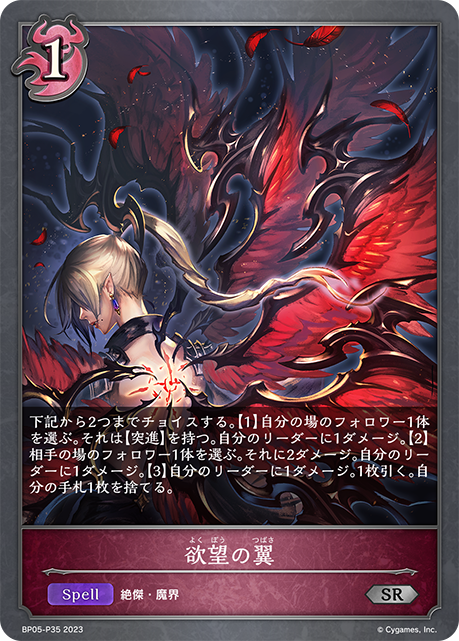 1
下記から2つまでチョイスする。【1】自分の場のフォロワー1体
を選ぶ。それは【突進】を持つ。自分のリーダーに1ダメージ。【2】
相手の場のフォロワー1体を選ぶ。それに2ダメージ。自分のリー
ダーに1ダメージ。【3】自分のリーダーに1ダメージ。1枚引く。自
分の手札1枚を捨てる。
よくぼう つばさ
欲望の翼
Spell 絶傑・魔界 SR
BP05-P35 2023 © Cygames, Inc.